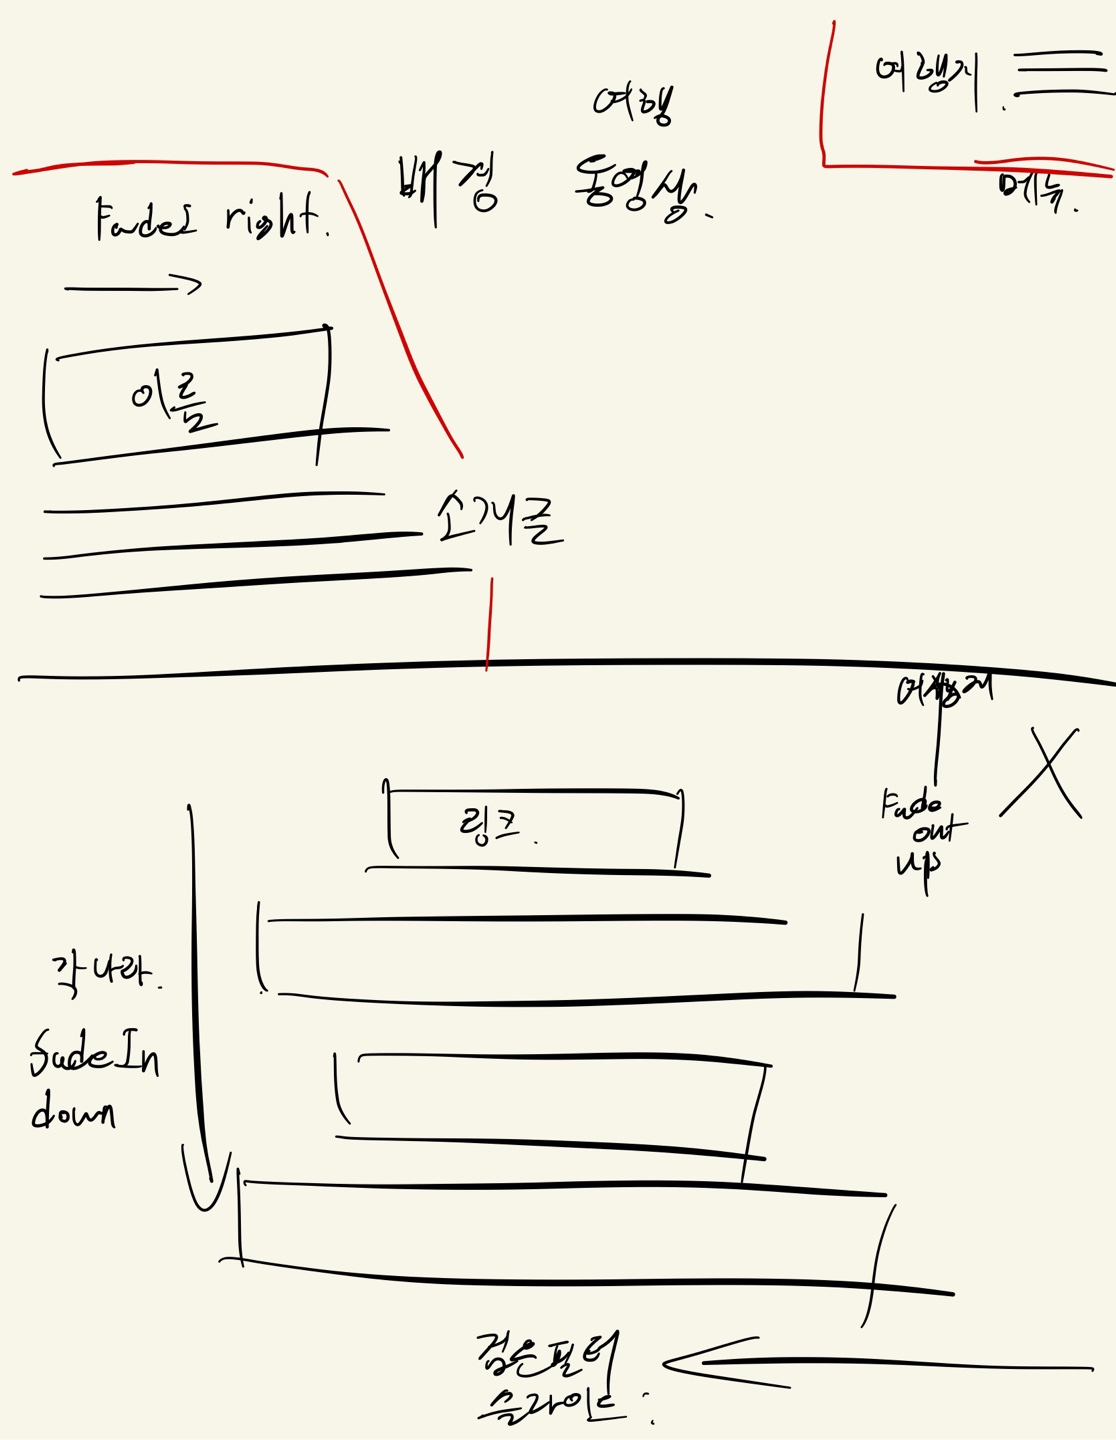 여행지
메뉴.
여행
배경 동영상.
FadeI right.
이름
소개글
여행지
Fade
out
up
링크.
각 나라.
fadeIn
down
검은필터
슬라이드.